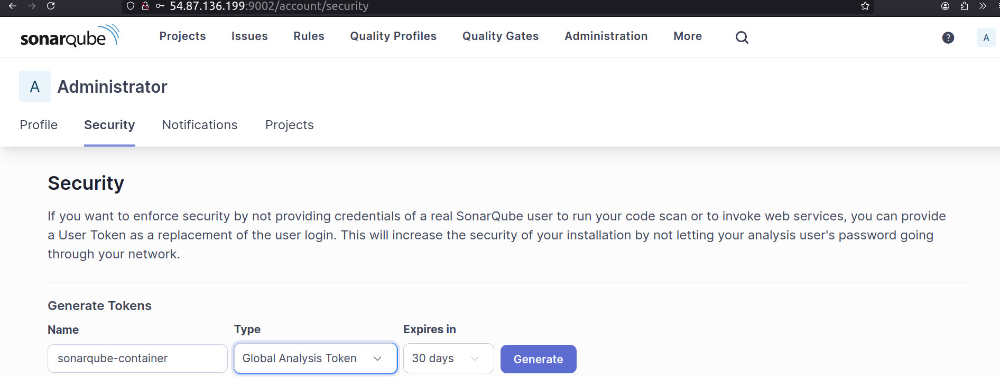 54.87.136.199:9002/account/security
sonarqube Projects Issues Rules Quality Profiles Quality Gates Administration More ? A
A Administrator
Profile Security Notifications Projects
Security
If you want to enforce security by not providing credentials of a real SonarQube user to run your code scan or to invoke web services, you can provide
a User Token as a replacement of the user login. This will increase the security of your installation by not letting your analysis user's password going
through your network.
Generate Tokens
Name Type Expires in
sonarqube-container Global Analysis Token 30 days Generate